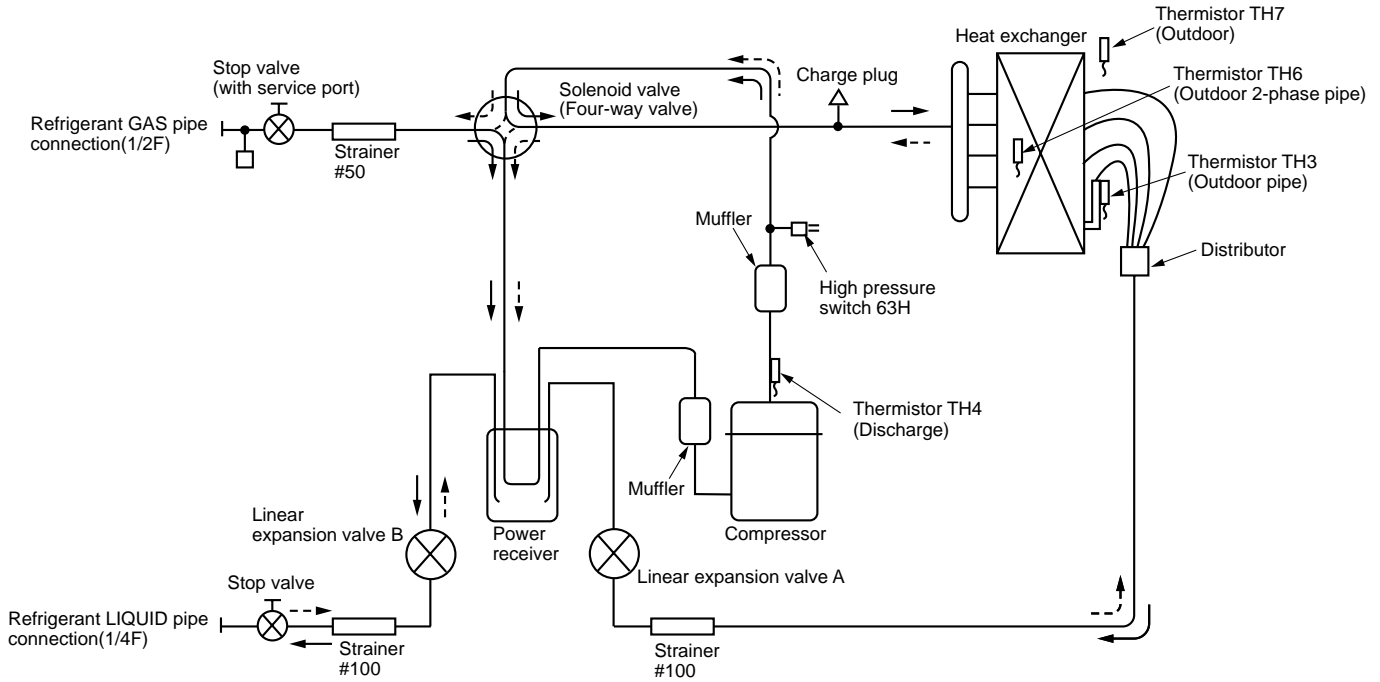 Thermistor TH7
(Outdoor)
Heat exchanger
Stop valve
(with service port)
Charge plug
Thermistor TH6
(Outdoor 2-phase pipe)
Solenoid valve
(Four-way valve)
Refrigerant GAS pipe
connection(1/2F)
Strainer
#50
Thermistor TH3
(Outdoor pipe)
Muffler
Distributor
High pressure
switch 63H
Thermistor TH4
(Discharge)
Muffler
Linear
expansion valve B
Power
receiver
Compressor
Linear expansion valve A
Stop valve
Refrigerant LIQUID pipe
connection(1/4F)
Strainer
#100
Strainer
#100